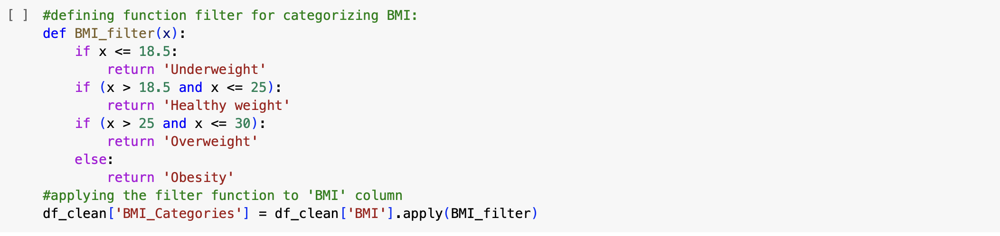 [ ] #defining function filter for categorizing BMI:
def BMI_filter(x):
    if x <= 18.5:
        return 'Underweight'
    if (x > 18.5 and x <= 25):
        return 'Healthy weight'
    if (x > 25 and x <= 30):
        return 'Overweight'
    else:
        return 'Obesity'
#applying the filter function to 'BMI' column
df_clean['BMI_Categories'] = df_clean['BMI'].apply(BMI_filter)